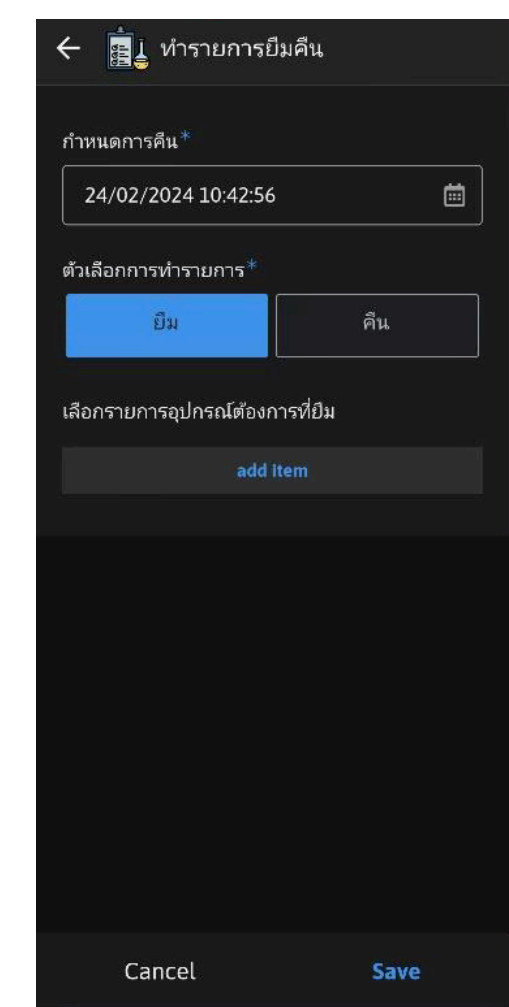 ทำรายการยืมคืน
กำหนดการคืน*
24/02/2024 10:42:56
ตัวเลือกการทำรายการ*
ยืม คืน
เลือกรายการอุปกรณ์ต้องการที่ยืม
add item
Cancel Save